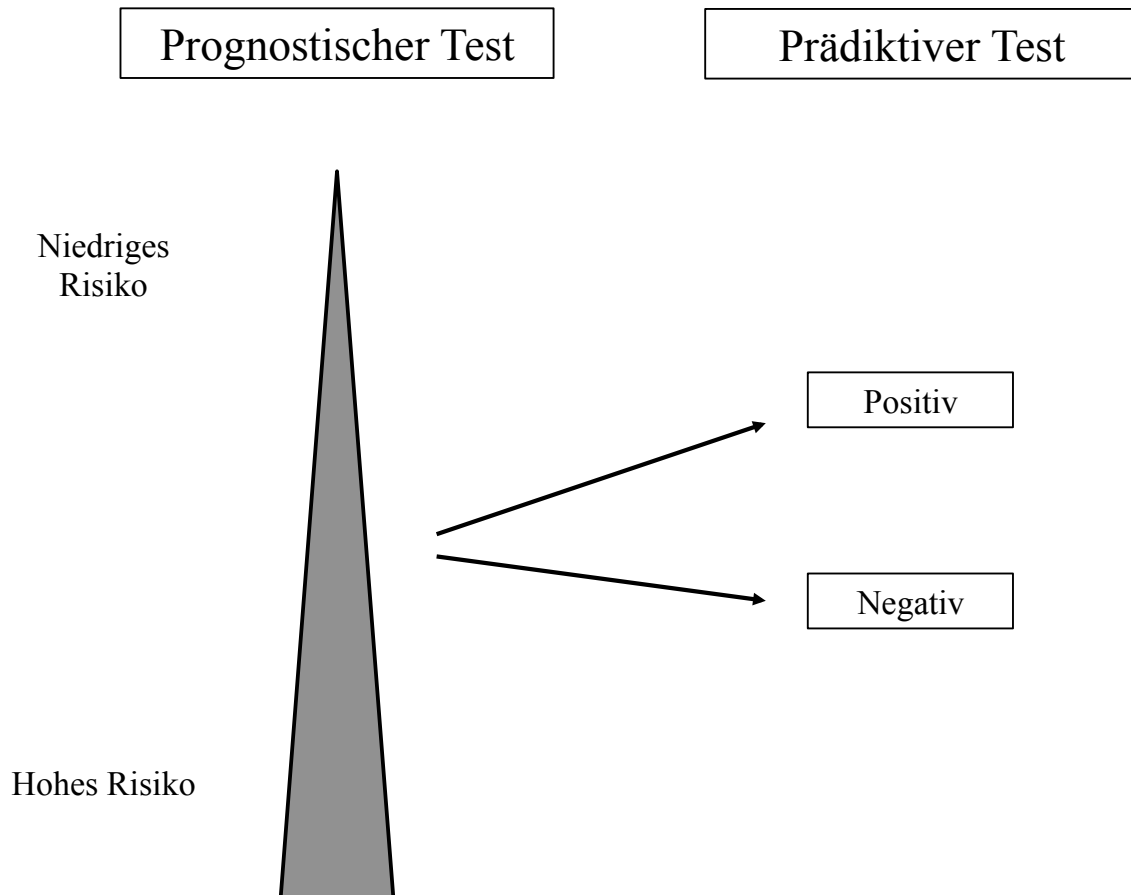 Prognostischer Test
Prädiktiver Test
Niedriges
Risiko
Positiv
Negativ
Hohes Risiko